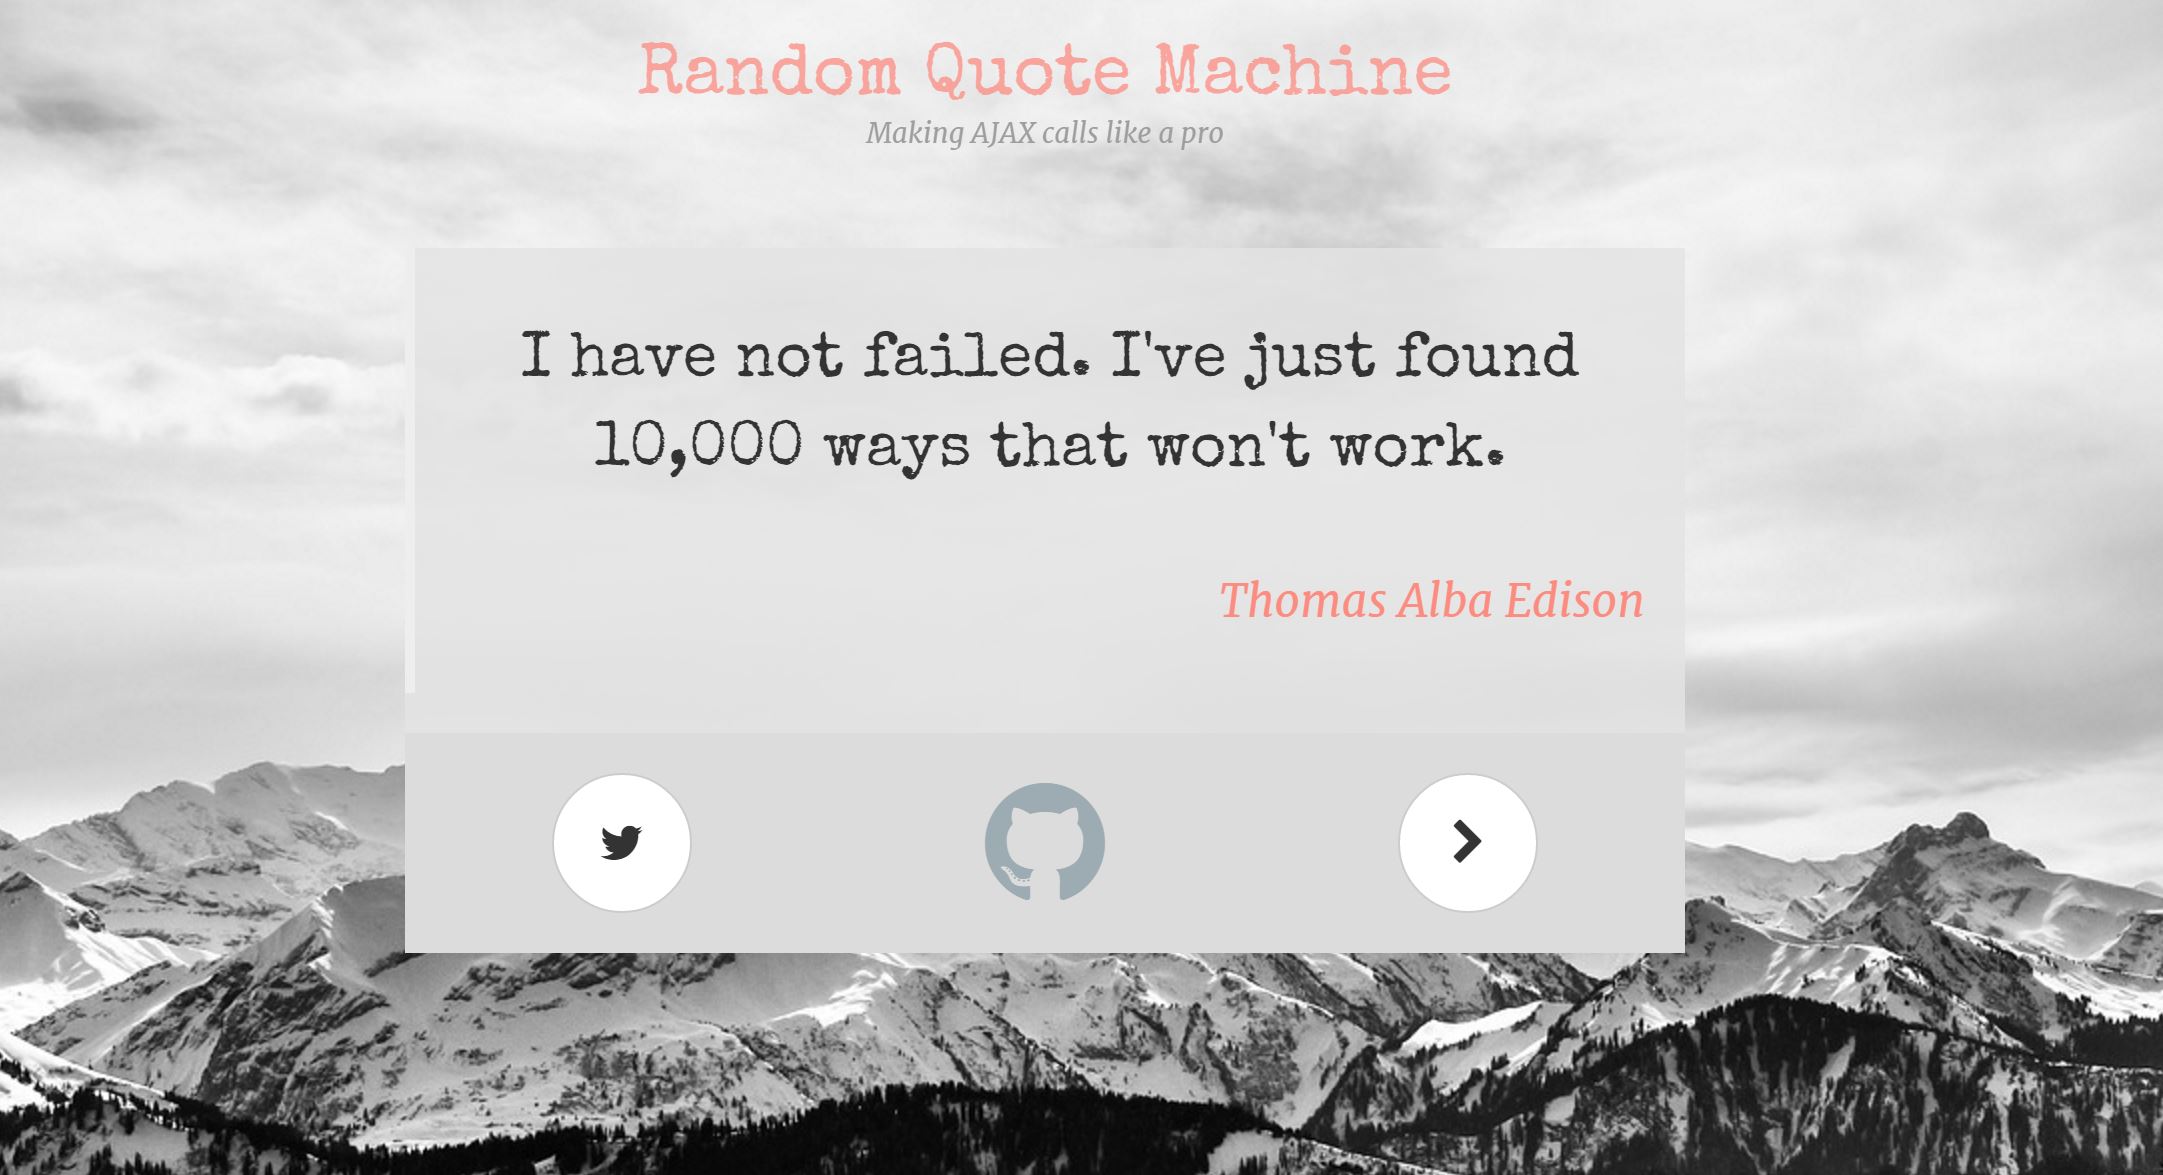 Random Quote Machine
Making AJAX calls like a pro
I have not failed. I've just found
10,000 ways that won't work.
Thomas Alba Edison